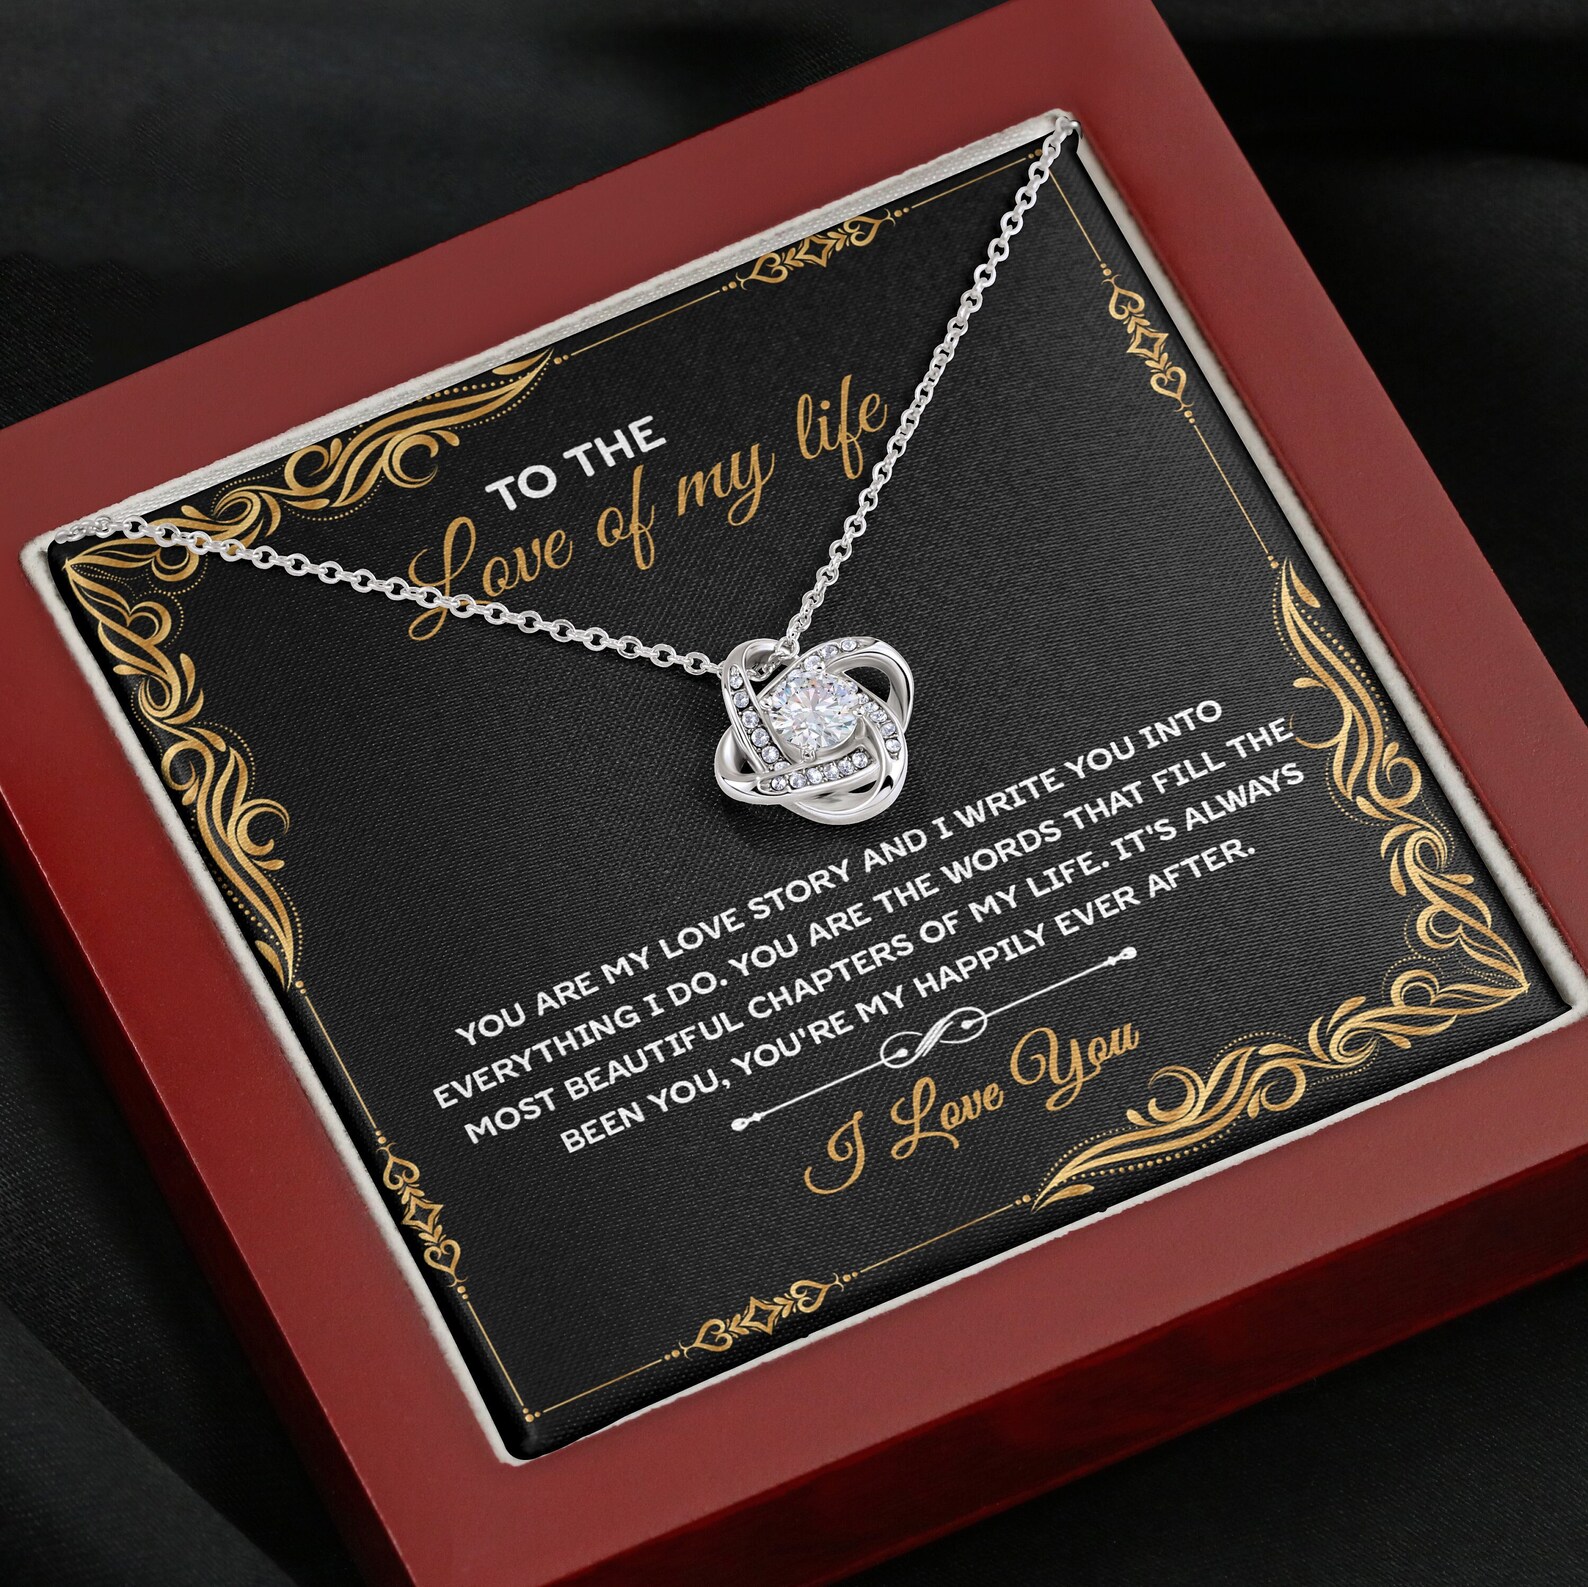 TO THE
Love of my life
YOU ARE MY LOVE STORY AND I WRITE YOU INTO
EVERYTHING I DO. YOU ARE THE WORDS THAT FILL THE
MOST BEAUTIFUL CHAPTERS OF MY LIFE. IT'S ALWAYS
BEEN YOU, YOU'RE MY HAPPILY EVER AFTER.
I Love You